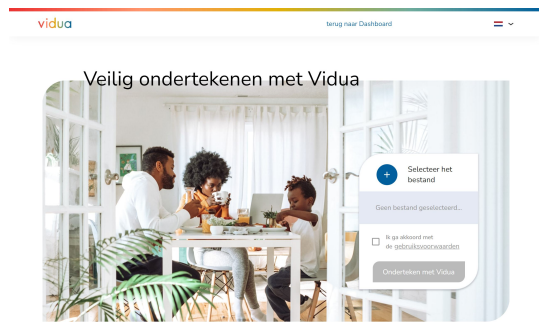 vidua
terug naar Dashboard
Veilig ondertekenen met Vidua
Selecteer het
bestand
Geen bestand geselecteerd...
Ik ga akkoord met
de gebruiksvoorwaarden
Onderteken met Vidua